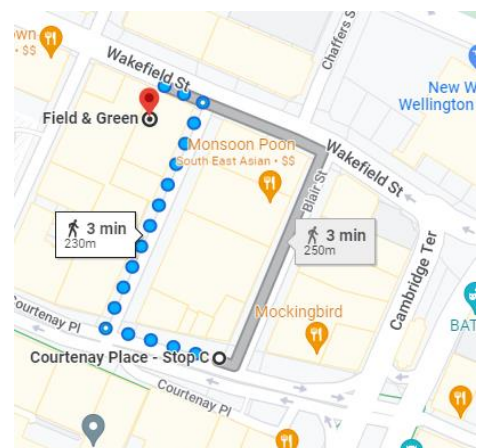 own
• $$
Wakefield St
Chaffers S
Field & Green
New W
Wellington
Monsoon Poon
South East Asian • $$
Wakefield St
Blair St
3 min
230m
3 min
250m
Cambridge Ter
Mockingbird
BAT
Courtenay Pl
Courtenay Place - Stop C
Courtenay Pl